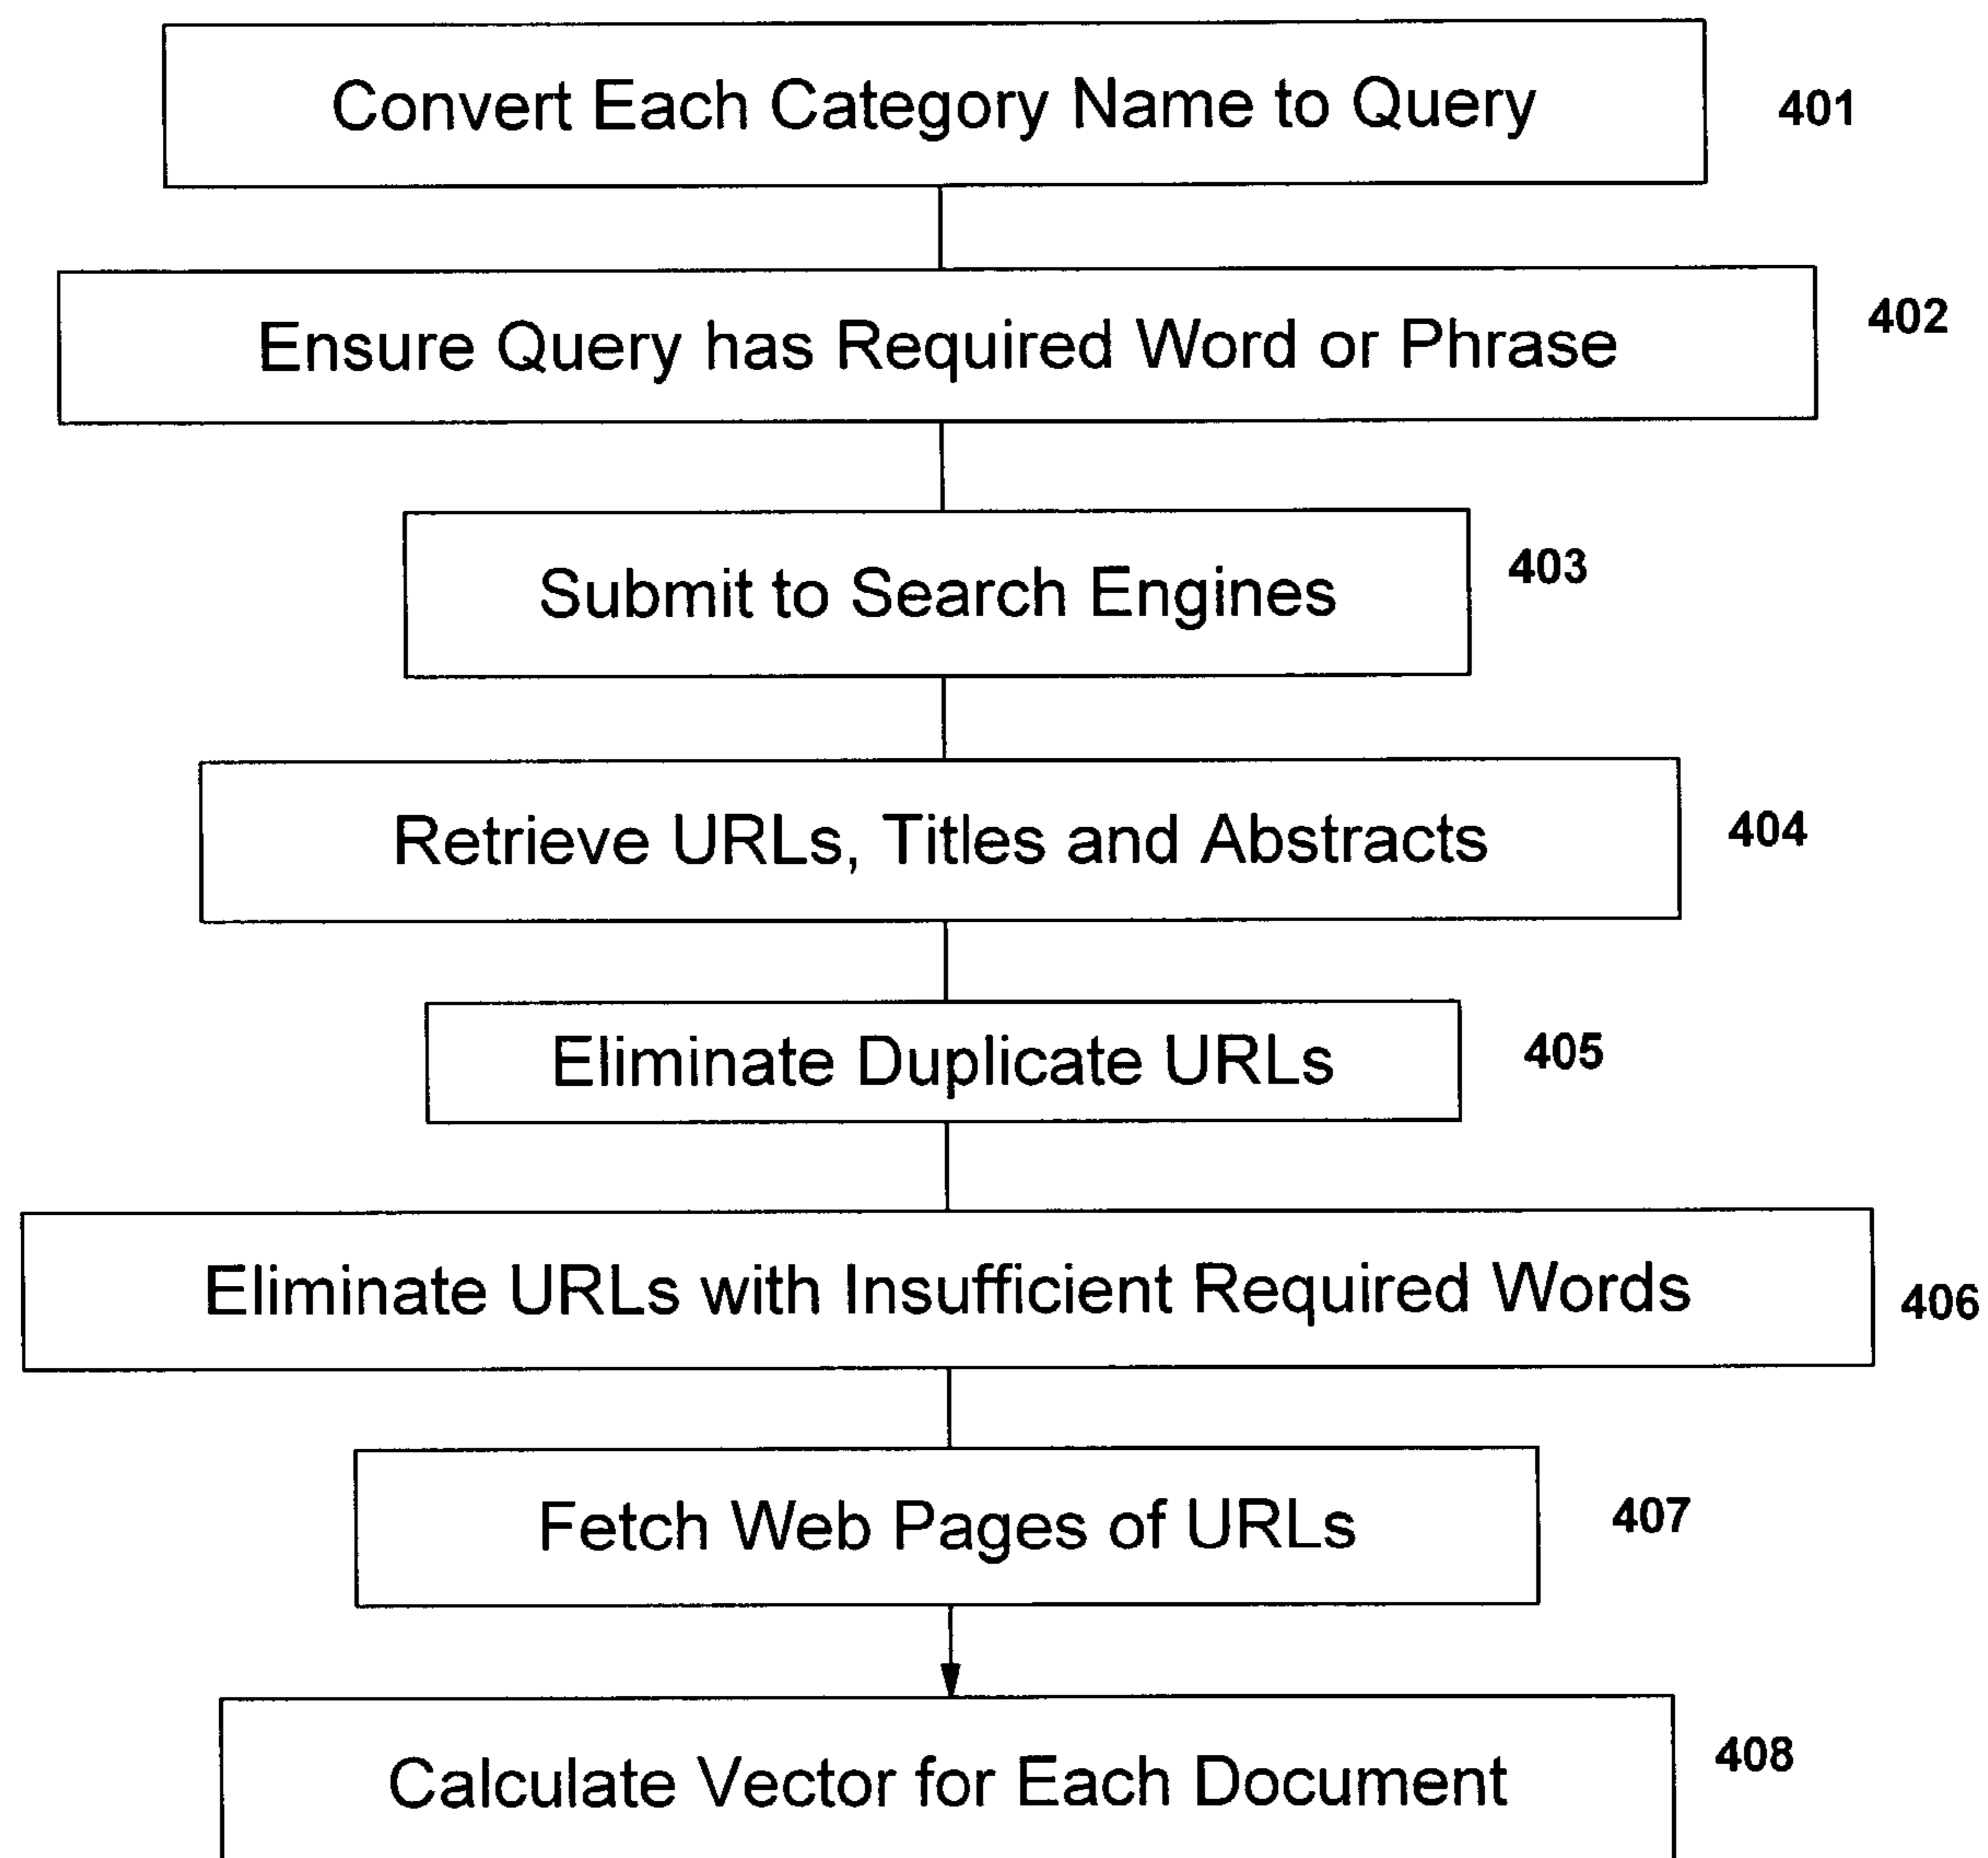 Convert Each Category Name to Query
401
Ensure Query has Required Word or Phrase
402
Submit to Search Engines
403
Retrieve URLs, Titles and Abstracts
404
Eliminate Duplicate URLs
405
Eliminate URLs with Insufficient Required Words
406
Fetch Web Pages of URLs
407
Calculate Vector for Each Document
408